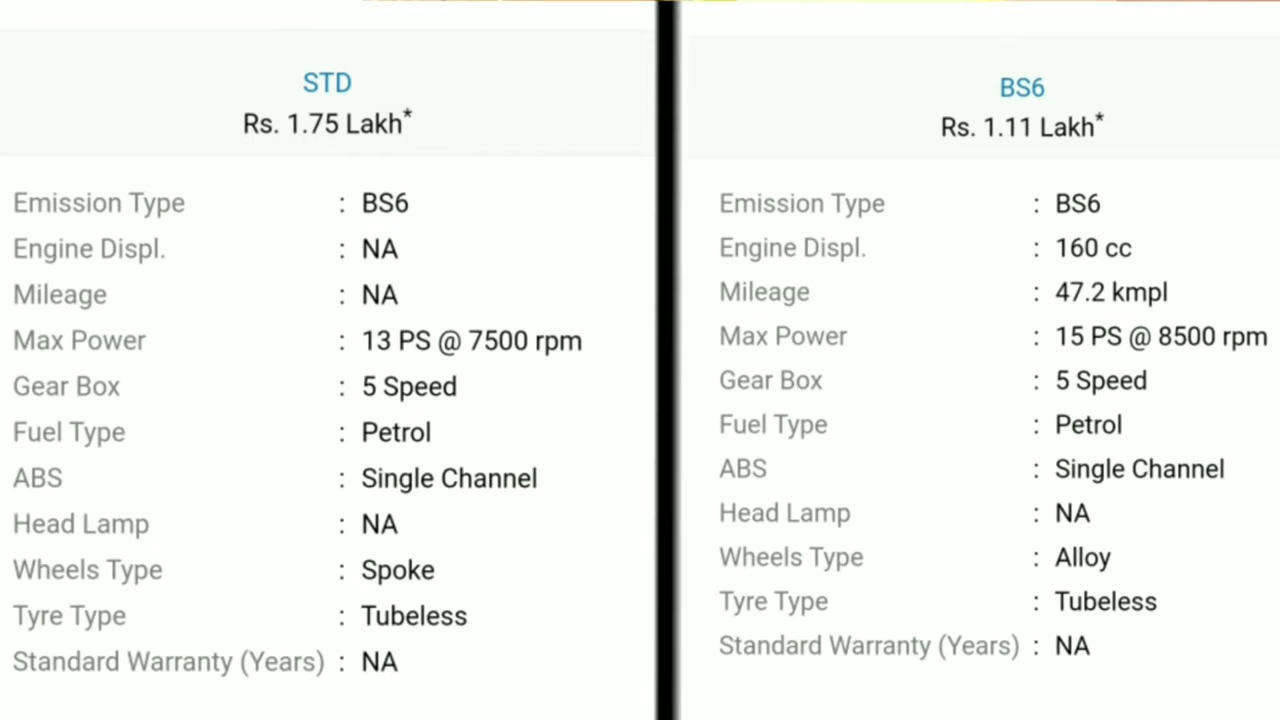 STD
Rs. 1.75 Lakh*
Emission Type : BS6
Engine Displ. : NA
Mileage : NA
Max Power : 13 PS @ 7500 rpm
Gear Box : 5 Speed
Fuel Type : Petrol
ABS : Single Channel
Head Lamp : NA
Wheels Type : Spoke
Tyre Type : Tubeless
Standard Warranty (Years) : NA
BS6
Rs. 1.11 Lakh*
Emission Type : BS6
Engine Displ. : 160 cc
Mileage : 47.2 kmpl
Max Power : 15 PS @ 8500 rpm
Gear Box : 5 Speed
Fuel Type : Petrol
ABS : Single Channel
Head Lamp : NA
Wheels Type : Alloy
Tyre Type : Tubeless
Standard Warranty (Years) : NA